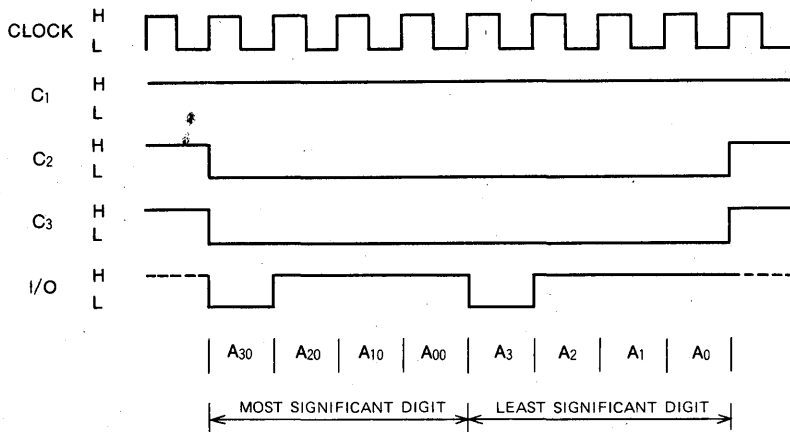 H
CLOCK
L
H
C1
L
H
C2
L
H
C3
L
H
I/O
L
A30 A20 A10 A00 A3 A2 A1 A0
MOST SIGNIFICANT DIGIT LEAST SIGNIFICANT DIGIT